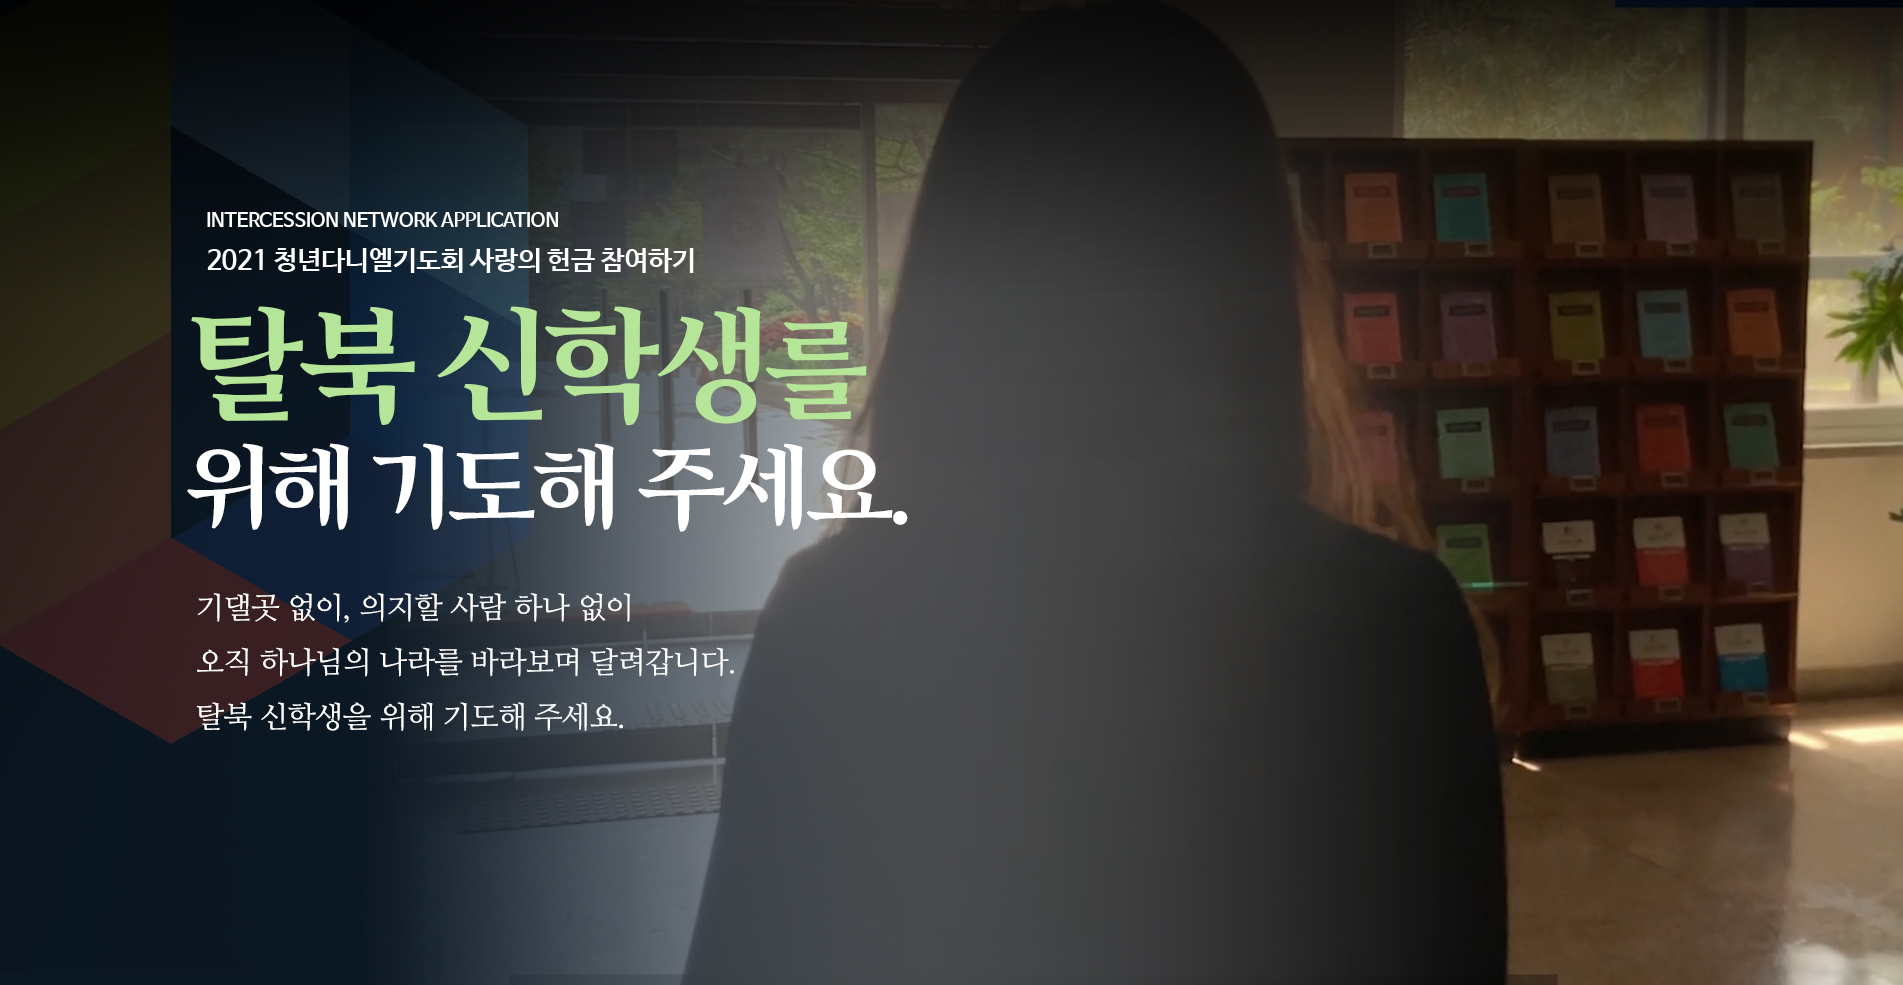 INTERCESSION NETWORK APPLICATION
2021 청년다니엘기도회 사랑의 헌금 참여하기
탈북 신학생를
위해 기도해 주세요.
기댈곳 없이, 의지할 사람 하나 없이
오직 하나님의 나라를 바라보며 달려갑니다.
탈북 신학생을 위해 기도해 주세요.